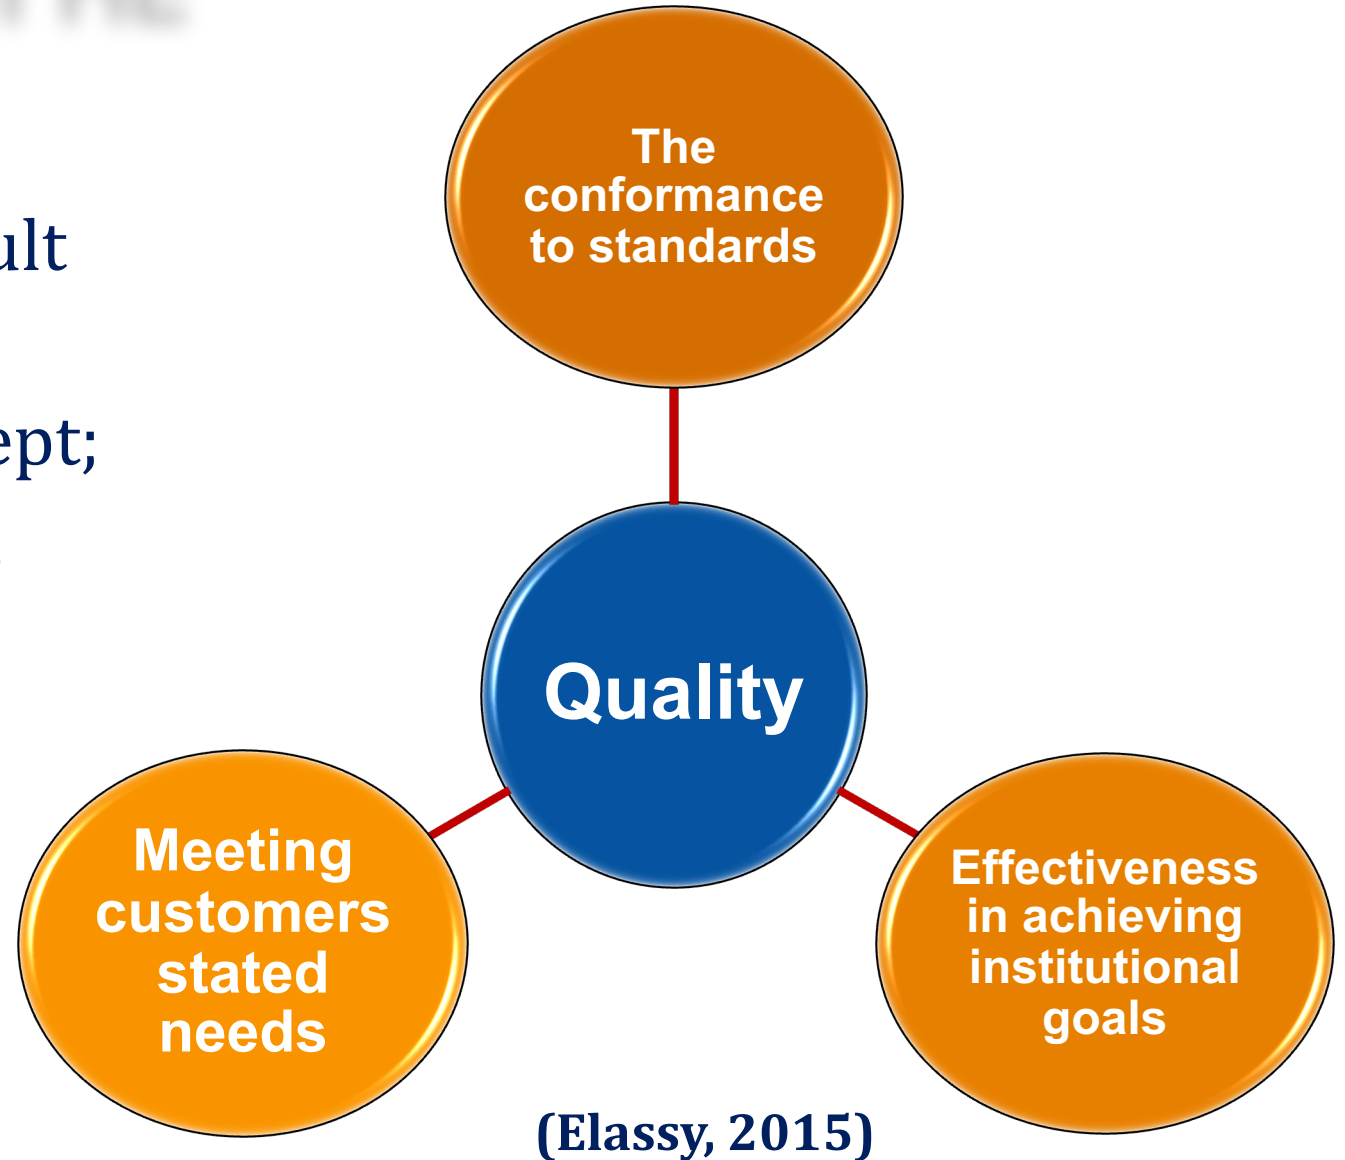 The
conformance
to standards
ult
ept;
Quality
Meeting
customers
stated
needs
Effectiveness
in achieving
institutional
goals
(Elassy, 2015)